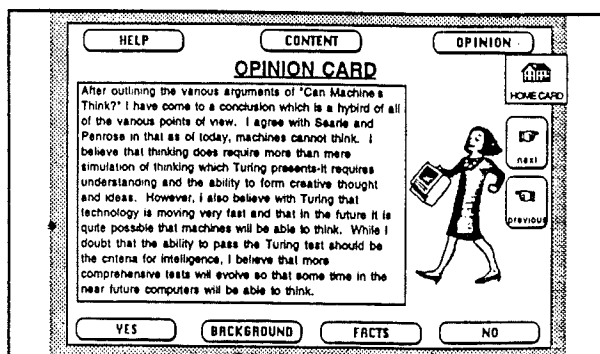 HELP
CONTENT
OPINION
OPINION CARD
HOME CARD
After outlining the various arguments of "Can Machine's
Think?" I have come to a conclusion which is a hybird of all
of the various points of view. I agree with Searle and
Penrose in that as of today, machines cannot think. I
believe that thinking does require more than mere
simulation of thinking which Turing presents-it requires
understanding and the ability to form creative thought
and ideas. However, I also believe with Turing that
technology is moving very fast and that in the future it is
quite possible that machines will be able to think. While I
doubt that the ability to pass the Turing test should be
the criteria for intelligence, I believe that more
comprehensive tests will evolve so that some time in the
near future computers will be able to think.
next
previous
YES
BACKGROUND
FACTS
NO